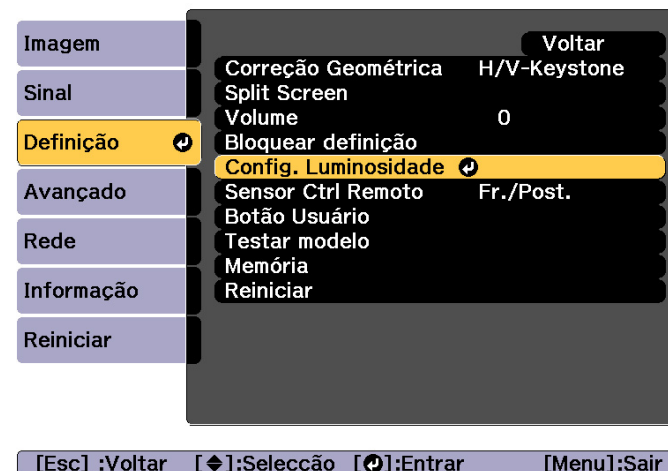 Imagem
Sinal
Definição
Avançado
Rede
Informação
Reiniciar
Voltar
Correção Geométrica H/V-Keystone
Split Screen
Volume 0
Bloquear definição
Config. Luminosidade
Sensor Ctrl Remoto Fr./Post.
Botão Usuário
Testar modelo
Memória
Reiniciar
[Esc] :Voltar [◆]:Selecção [↵]:Entrar [Menu]:Sair